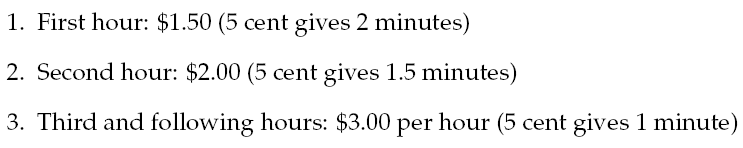 1. First hour: $1.50 (5 cent gives 2 minutes)
2. Second hour: $2.00 (5 cent gives 1.5 minutes)
3. Third and following hours: $3.00 per hour (5 cent gives 1 minute)